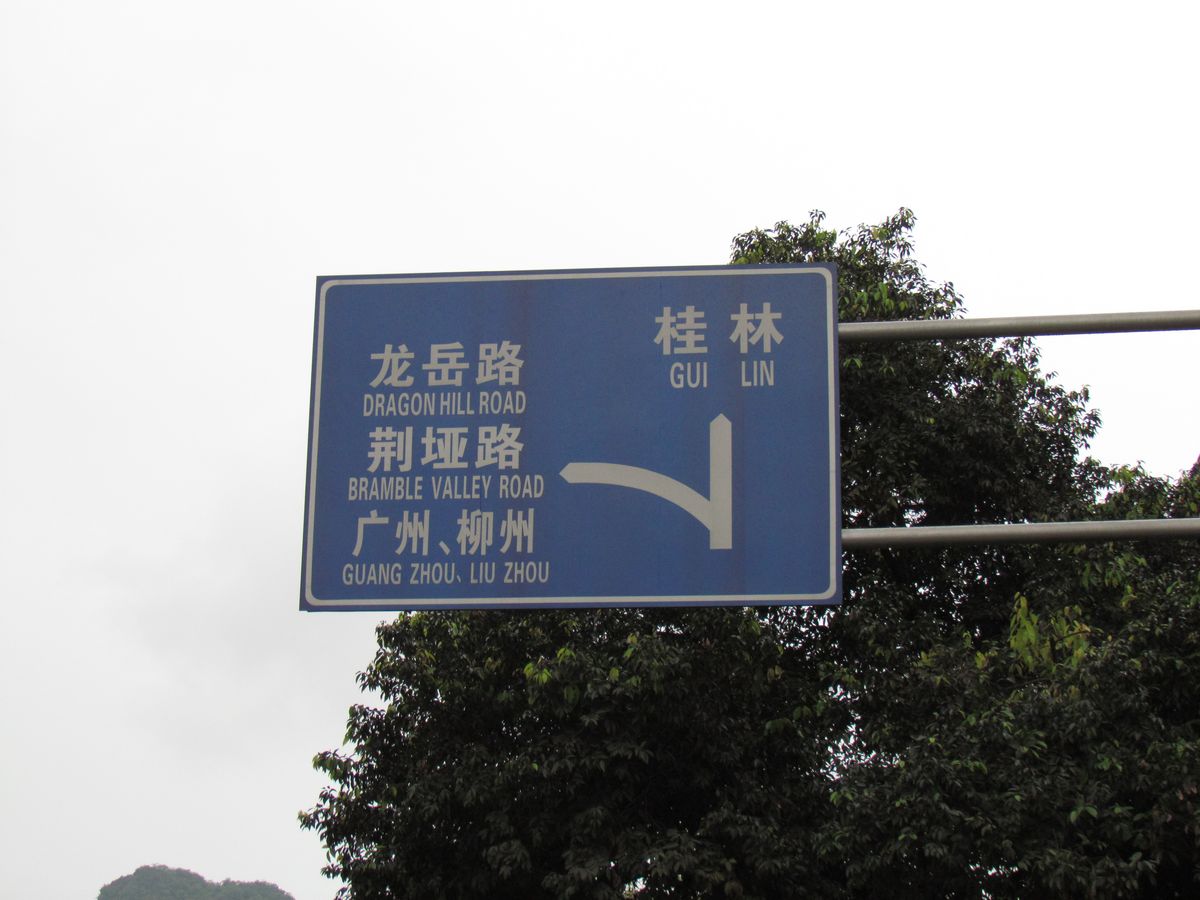 桂林
GUI LIN
龙岳路
DRAGON HILL ROAD
荆垭路
BRAMBLE VALLEY ROAD
广州、柳州
GUANG ZHOU、LIU ZHOU